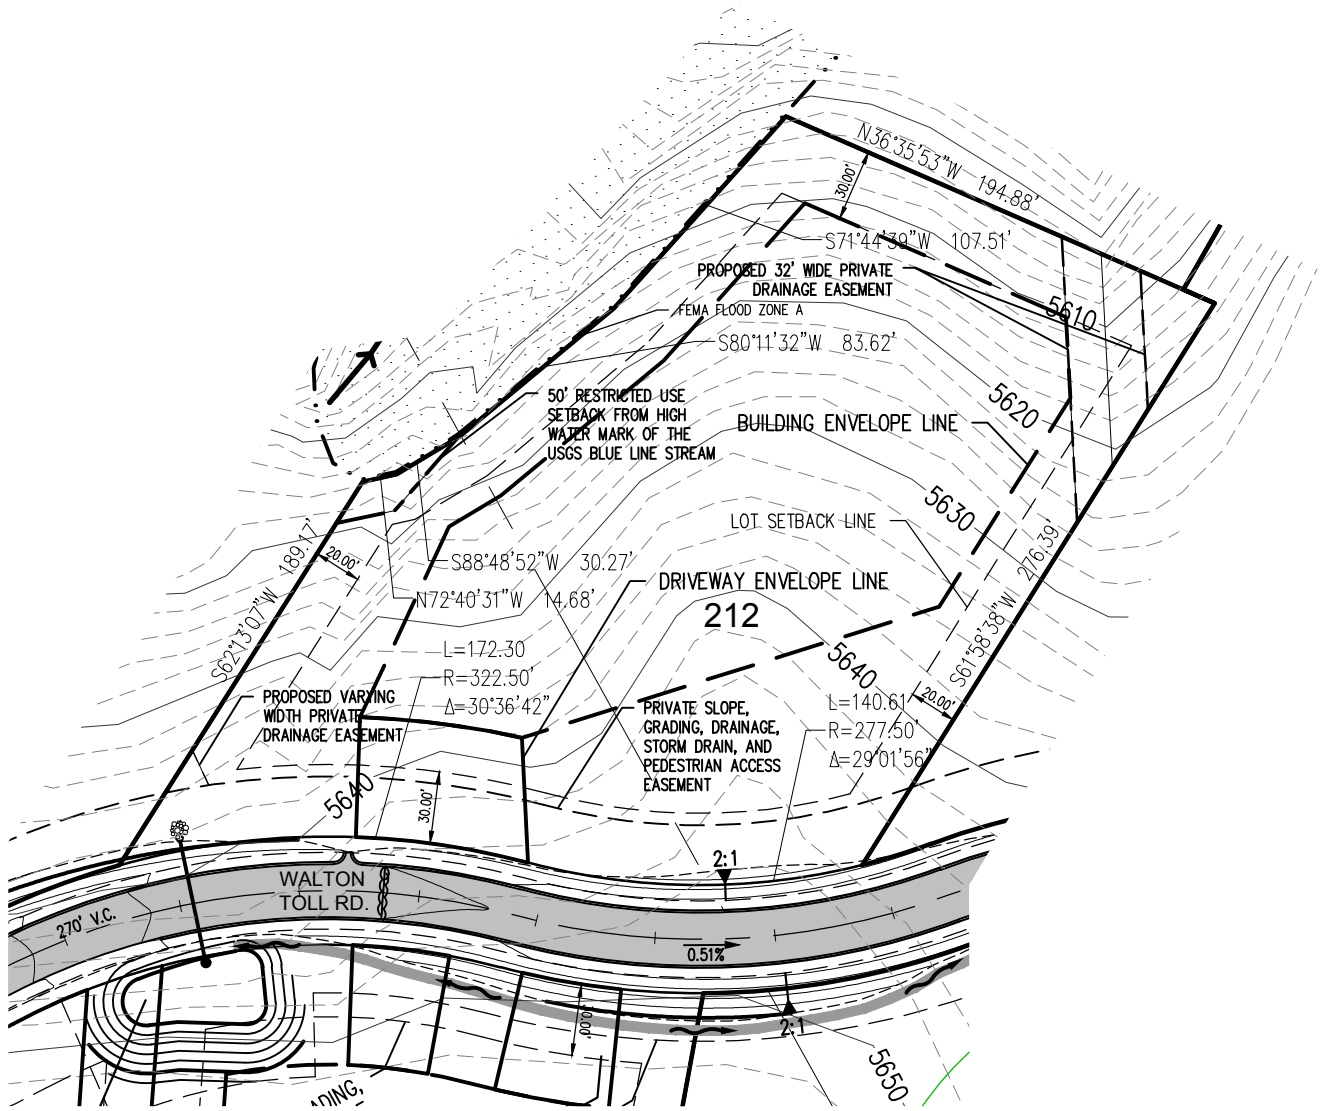 N36°35'53"W 194.88'
30.00'
S71°44'39"W 107.51'
PROPOSED 32' WIDE PRIVATE
DRAINAGE EASEMENT
5610
FEMA FLOOD ZONE A
S80°11'32"W 83.62'
50' RESTRICTED USE
SETBACK FROM HIGH
WATER MARK OF THE
USGS BLUE LINE STREAM
5620
BUILDING ENVELOPE LINE
5630
LOT SETBACK LINE
S62°13'07"W 189.17'
20.00'
S88°48'52"W 30.27'
N72°40'31"W 14.68'
DRIVEWAY ENVELOPE LINE
212
S61°58'38"W 276.39'
20.00'
L=172.30
R=322.50'
Δ=30°36'42"
5640
PROPOSED VARYING
WIDTH PRIVATE
DRAINAGE EASEMENT
PRIVATE SLOPE,
GRADING, DRAINAGE,
STORM DRAIN, AND
PEDESTRIAN ACCESS
EASEMENT
L=140.61'
R=277.50'
Δ=29°01'56"
5640
30.00'
2:1
WALTON
TOLL RD.
270' V.C.
0.51%
2:1
5650
ADING,